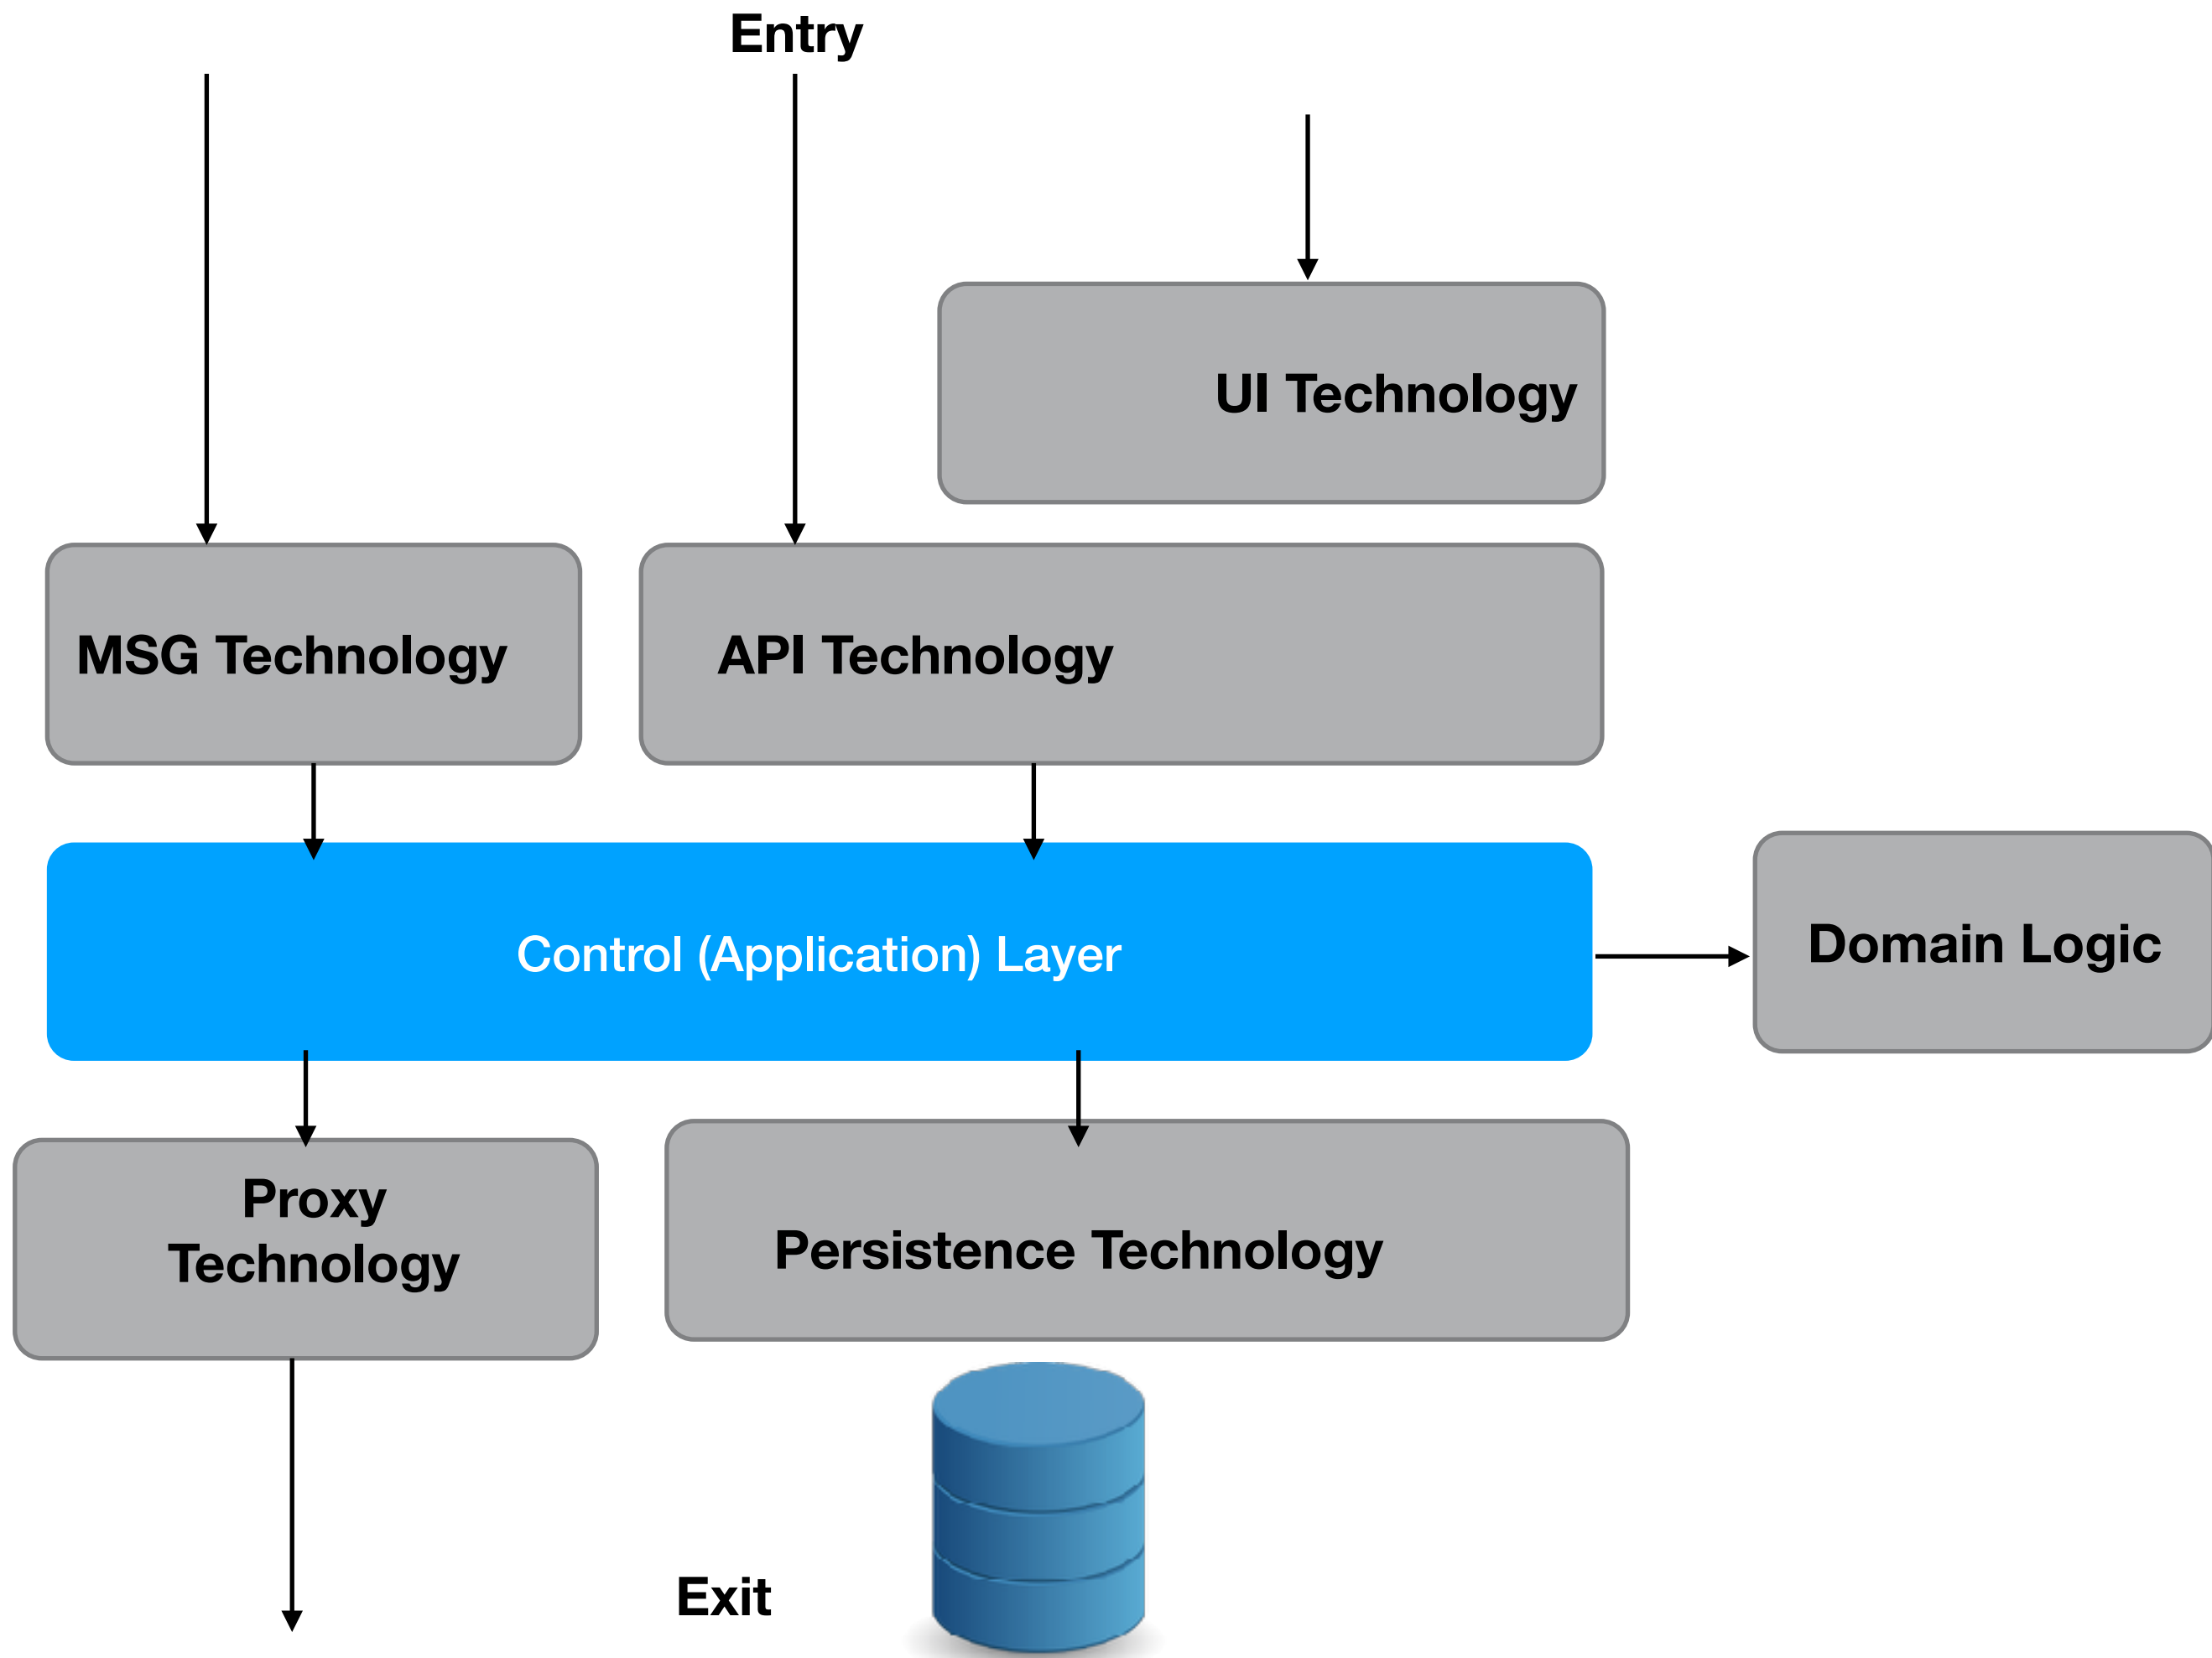 Entry
UI Technology
MSG Technology
API Technology
Control (Application) Layer
Domain Logic
Proxy
Technology
Persistence Technology
Exit